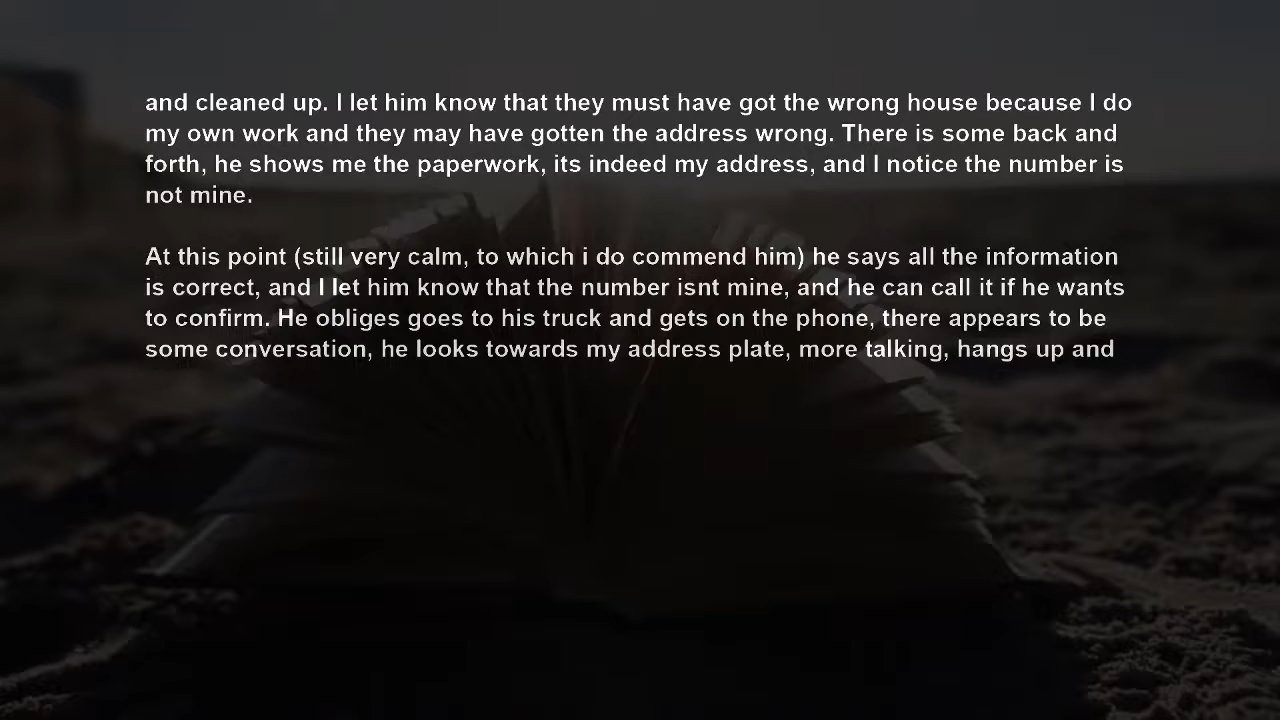 and cleaned up. I let him know that they must have got the wrong house because I do
my own work and they may have gotten the address wrong. There is some back and
forth, he shows me the paperwork, its indeed my address, and I notice the number is
not mine.
At this point (still very calm, to which i do commend him) he says all the information
is correct, and I let him know that the number isnt mine, and he can call it if he wants
to confirm. He obliges goes to his truck and gets on the phone, there appears to be
some conversation, he looks towards my address plate, more talking, hangs up and